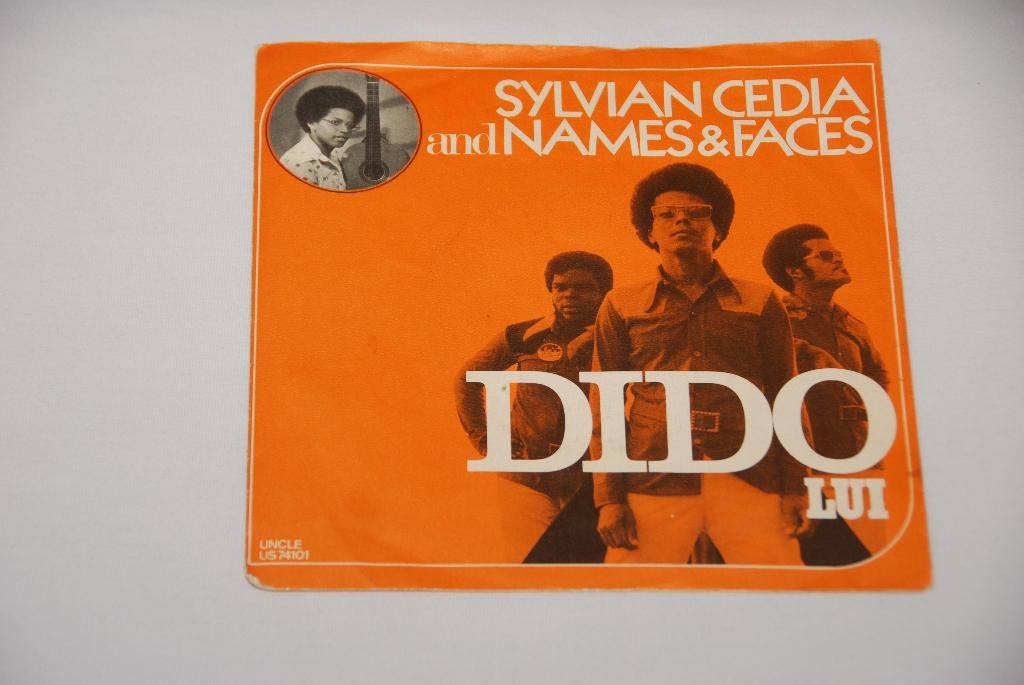 SYLVIAN CEDIA
and NAMES & FACES
DIDO
LUI
UNCLE
US 74101